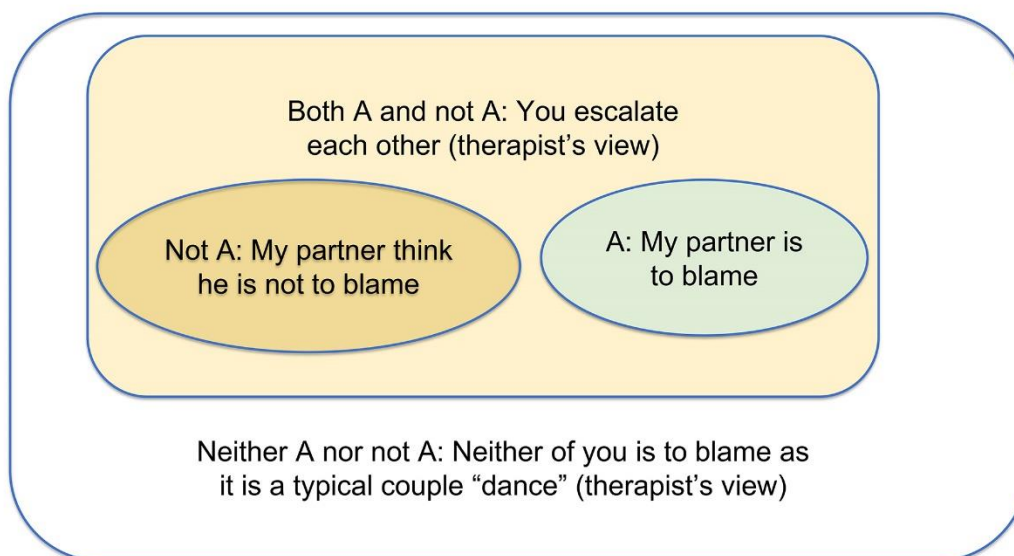 Both A and not A: You escalate
each other (therapist’s view)
Not A: My partner think
he is not to blame
A: My partner is
to blame
Neither A nor not A: Neither of you is to blame as
it is a typical couple “dance” (therapist’s view)